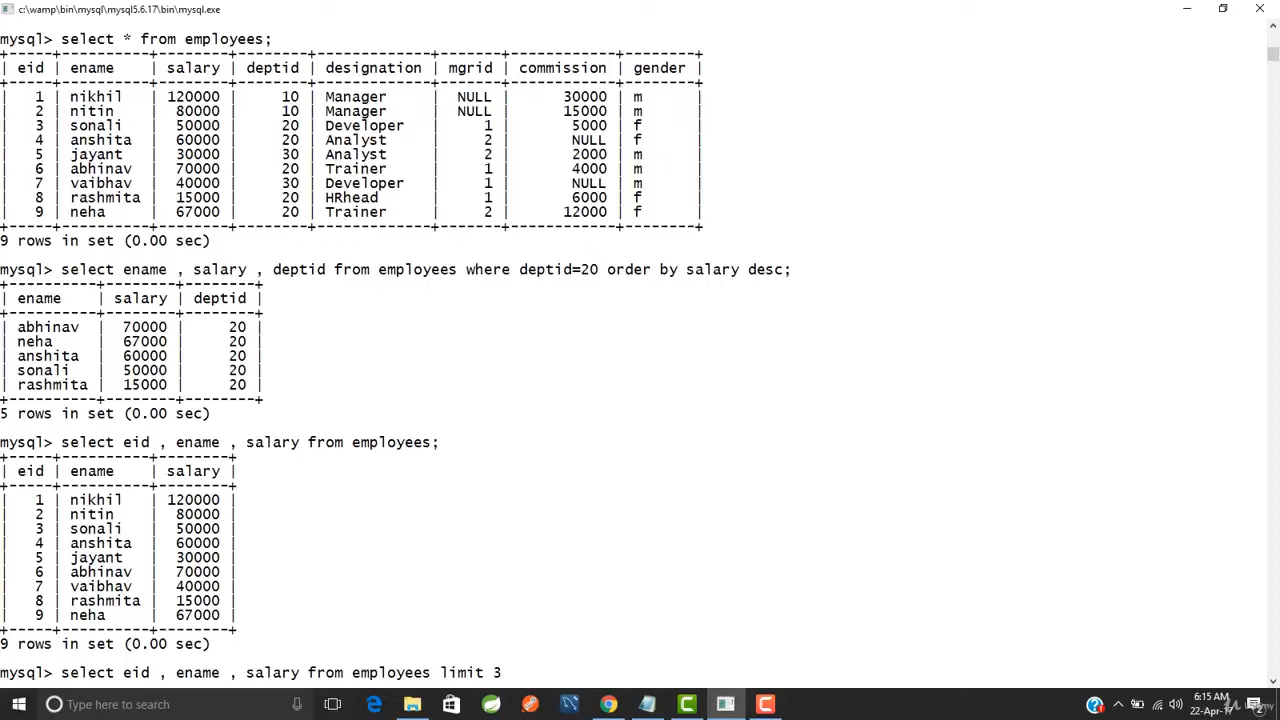 c:\wamp\bin\mysql\mysql5.6.17\bin\mysql.exe
mysql> select * from employees;
+-----+----------+--------+--------+-------------+-------+------------+--------+
| eid | ename    | salary | deptid | designation | mgrid | commission | gender |
+-----+----------+--------+--------+-------------+-------+------------+--------+
|   1 | nikhil   | 120000 |     10 | Manager     |  NULL |      30000 | m      |
|   2 | nitin    |  80000 |     10 | Manager     |  NULL |      15000 | m      |
|   3 | sonali   |  50000 |     20 | Developer   |     1 |       5000 | f      |
|   4 | anshita  |  60000 |     20 | Analyst     |     2 |       NULL | f      |
|   5 | jayant   |  30000 |     30 | Analyst     |     2 |       2000 | m      |
|   6 | abhinav  |  70000 |     20 | Trainer     |     1 |       4000 | m      |
|   7 | vaibhav  |  40000 |     30 | Developer   |     1 |       NULL | m      |
|   8 | rashmita |  15000 |     20 | HRhead      |     1 |       6000 | f      |
|   9 | neha     |  67000 |     20 | Trainer     |     2 |      12000 | f      |
+-----+----------+--------+--------+-------------+-------+------------+--------+
9 rows in set (0.00 sec)
mysql> select ename , salary , deptid from employees where deptid=20 order by salary desc;
+----------+--------+--------+
| ename    | salary | deptid |
+----------+--------+--------+
| abhinav  |  70000 |     20 |
| neha     |  67000 |     20 |
| anshita  |  60000 |     20 |
| sonali   |  50000 |     20 |
| rashmita |  15000 |     20 |
+----------+--------+--------+
5 rows in set (0.00 sec)
mysql> select eid , ename , salary from employees;
+-----+----------+--------+
| eid | ename    | salary |
+-----+----------+--------+
|   1 | nikhil   | 120000 |
|   2 | nitin    |  80000 |
|   3 | sonali   |  50000 |
|   4 | anshita  |  60000 |
|   5 | jayant   |  30000 |
|   6 | abhinav  |  70000 |
|   7 | vaibhav  |  40000 |
|   8 | rashmita |  15000 |
|   9 | neha     |  67000 |
+-----+----------+--------+
9 rows in set (0.00 sec)
mysql> select eid , ename , salary from employees limit 3
Type here to search
6:15 AM
22-Apr-